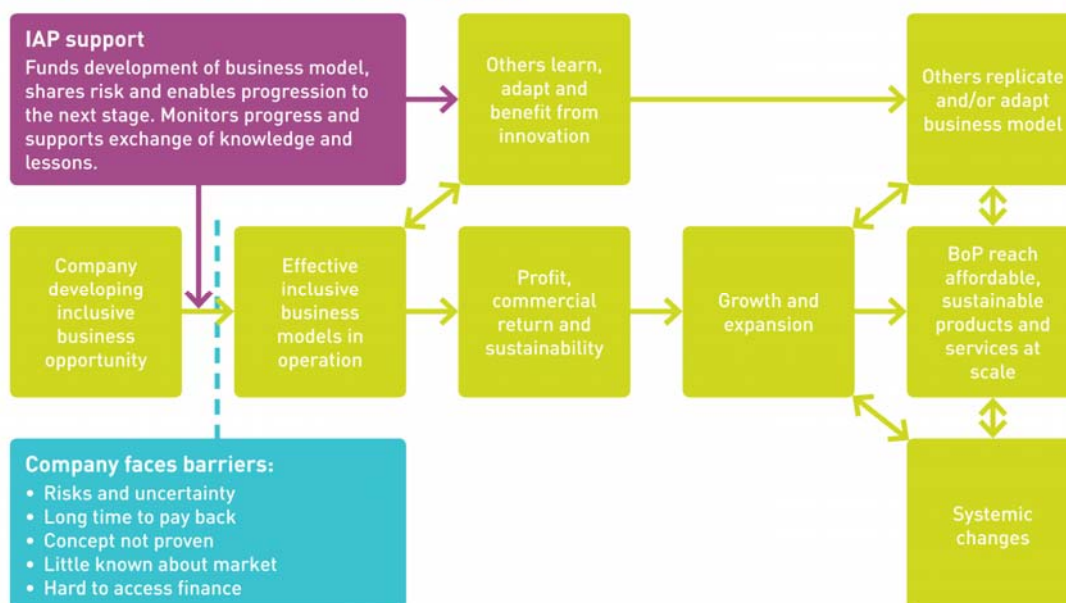 IAP support
Funds development of business model,
shares risk and enables progression to
the next stage. Monitors progress and
supports exchange of knowledge and
lessons.
Others learn,
adapt and
benefit from
innovation
Others replicate
and/or adapt
business model
Company
developing
inclusive
business
opportunity
Effective
inclusive
business
models in
operation
Profit,
commercial
return and
sustainability
Growth and
expansion
BoP reach
affordable,
sustainable
products and
services at
scale
Company faces barriers:
• Risks and uncertainty
• Long time to pay back
• Concept not proven
• Little known about market
• Hard to access finance
Systemic
changes